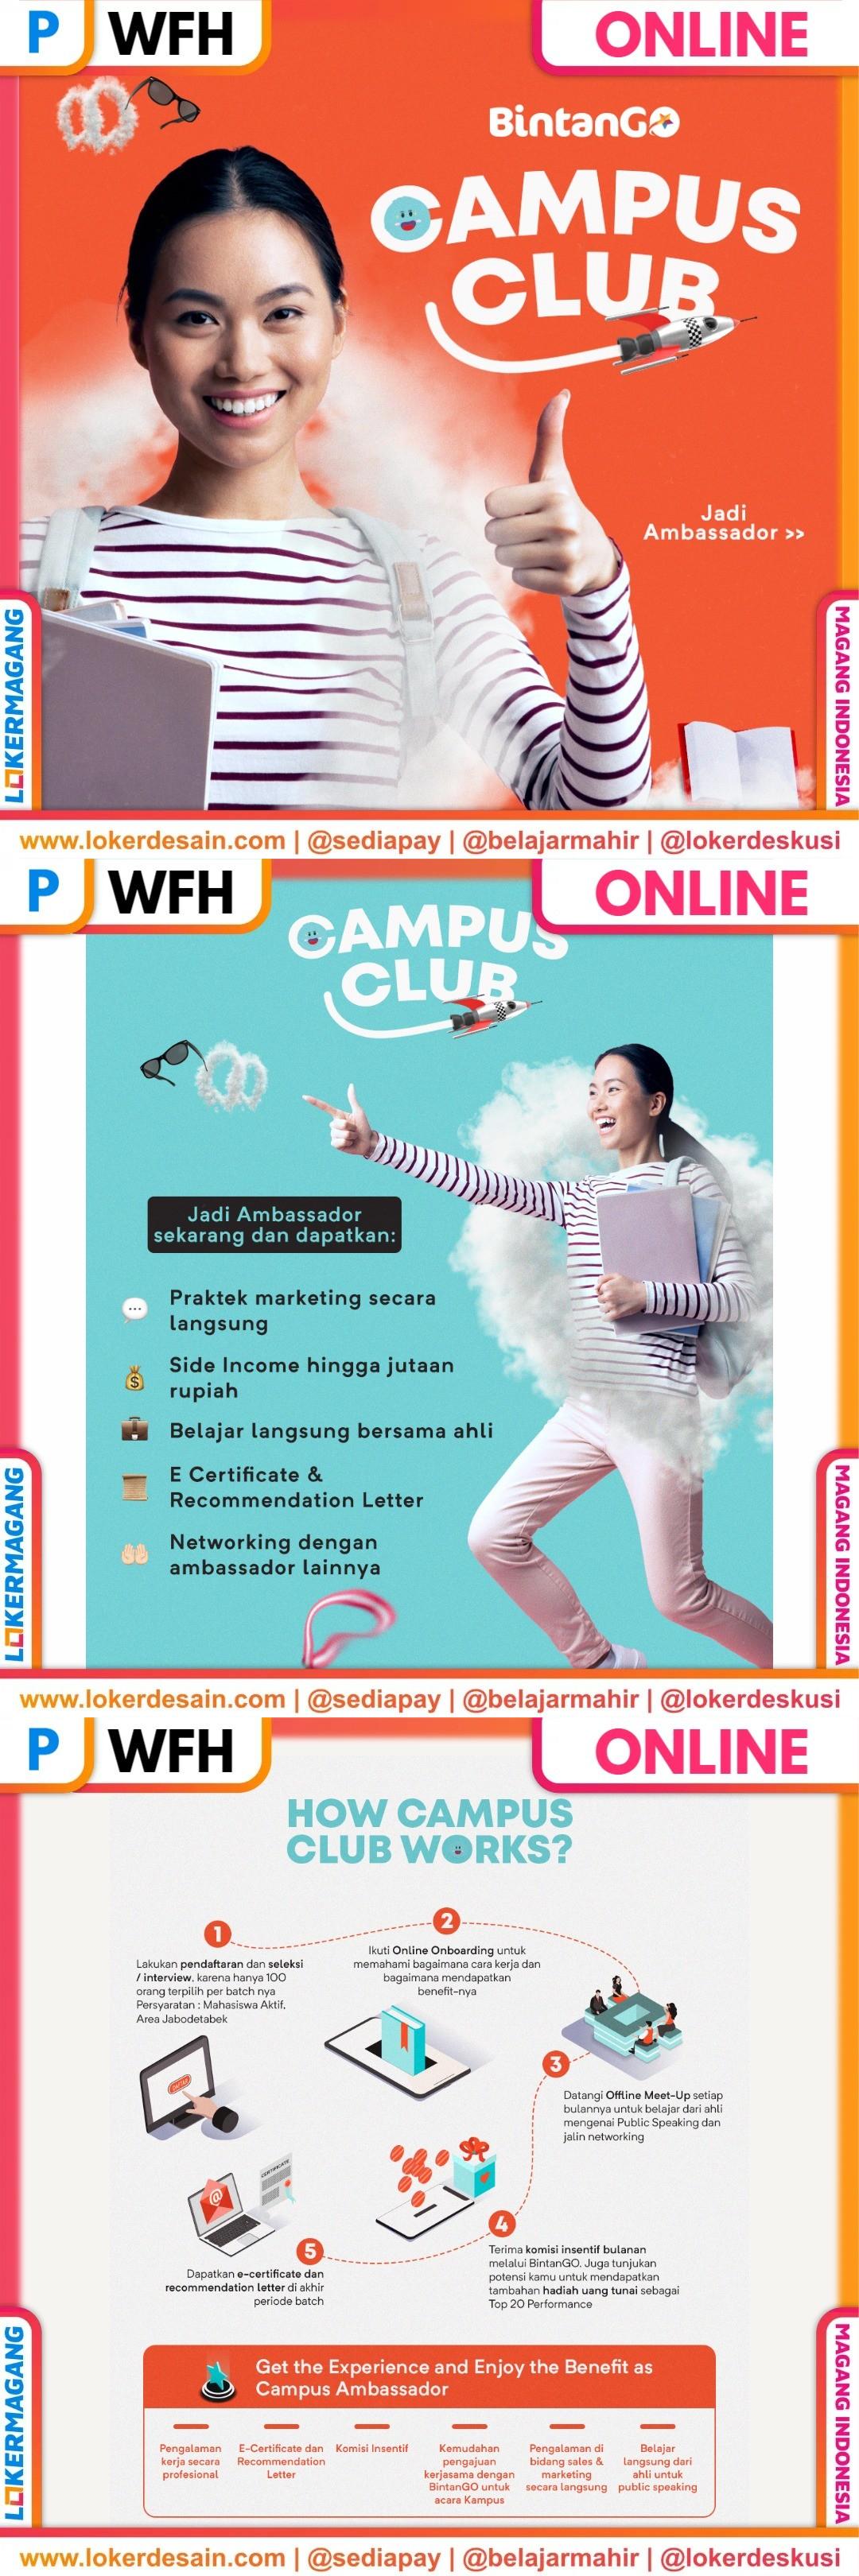 P WFH ONLINE
BintanGO
CAMPUS
CLUB
Jadi
Ambassador >>
LOKERMAGANG
MAGANG INDONESIA
www.lokerdesain.com | @sediapay | @belajarmahir | @lokerdeskusi
P WFH ONLINE
CAMPUS
CLUB
Jadi Ambassador
sekarang dan dapatkan:
Praktek marketing secara
langsung
Side Income hingga jutaan
rupiah
Belajar langsung bersama ahli
E Certificate &
Recommendation Letter
Networking dengan
ambassador lainnya
LOKERMAGANG
MAGANG INDONESIA
www.lokerdesain.com | @sediapay | @belajarmahir | @lokerdeskusi
P WFH ONLINE
HOW CAMPUS
CLUB WORKS?
1
Lakukan pendaftaran dan seleksi
/ interview, karena hanya 100
orang terpilih per batch nya
Persyaratan : Mahasiswa Aktif,
Area Jabodetabek
2
Ikuti Online Onboarding untuk
memahami bagaimana cara kerja dan
bagaimana mendapatkan
benefit-nya
3
Datangi Offline Meet-Up setiap
bulannya untuk belajar dari ahli
mengenai Public Speaking dan
jalin networking
4
Terima komisi insentif bulanan
melalui BintanGO. Juga tunjukan
potensi kamu untuk mendapatkan
tambahan hadiah uang tunai sebagai
Top 20 Performance
CERTIFICATE
5
Dapatkan e-certificate dan
recommendation letter di akhir
periode batch
Get the Experience and Enjoy the Benefit as
Campus Ambassador
Pengalaman
kerja secara
profesional
E-Certificate dan
Recommendation
Letter
Komisi Insentif
Kemudahan
pengajuan
kerjasama dengan
BintanGO untuk
acara Kampus
Pengalaman di
bidang sales &
marketing
secara langsung
Belajar
langsung dari
ahli untuk
public speaking
LOKERMAGANG
MAGANG INDONESIA
www.lokerdesain.com | @sediapay | @belajarmahir | @lokerdeskusi